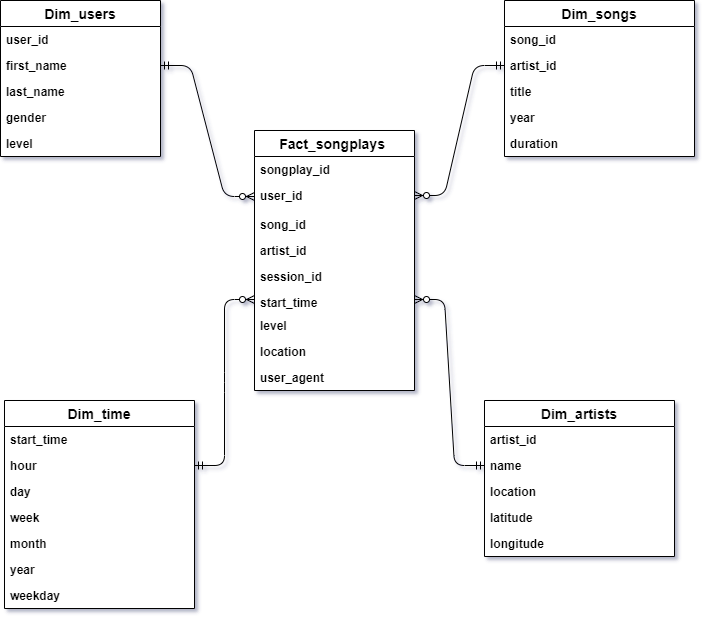 Dim_users
user_id
first_name
last_name
gender
level
Dim_songs
song_id
artist_id
title
year
duration
Fact_songplays
songplay_id
user_id
song_id
artist_id
session_id
start_time
level
location
user_agent
Dim_time
start_time
hour
day
week
month
year
weekday
Dim_artists
artist_id
name
location
latitude
longitude